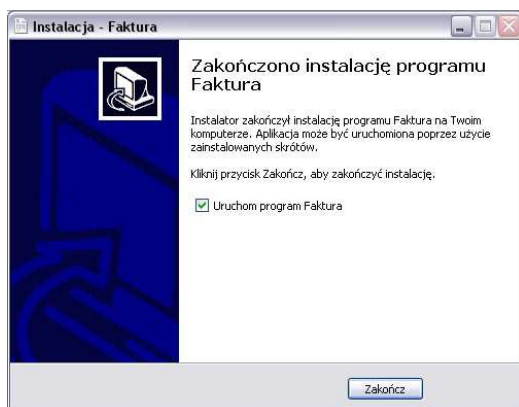 Instalacja - Faktura
Zakończono instalację programu
Faktura
Instalator zakończył instalację programu Faktura na Twoim
komputerze. Aplikacja może być uruchomiona poprzez użycie
zainstalowanych skrótów.
Kliknij przycisk Zakończ, aby zakończyć instalację.
Uruchom program Faktura
Zakończ